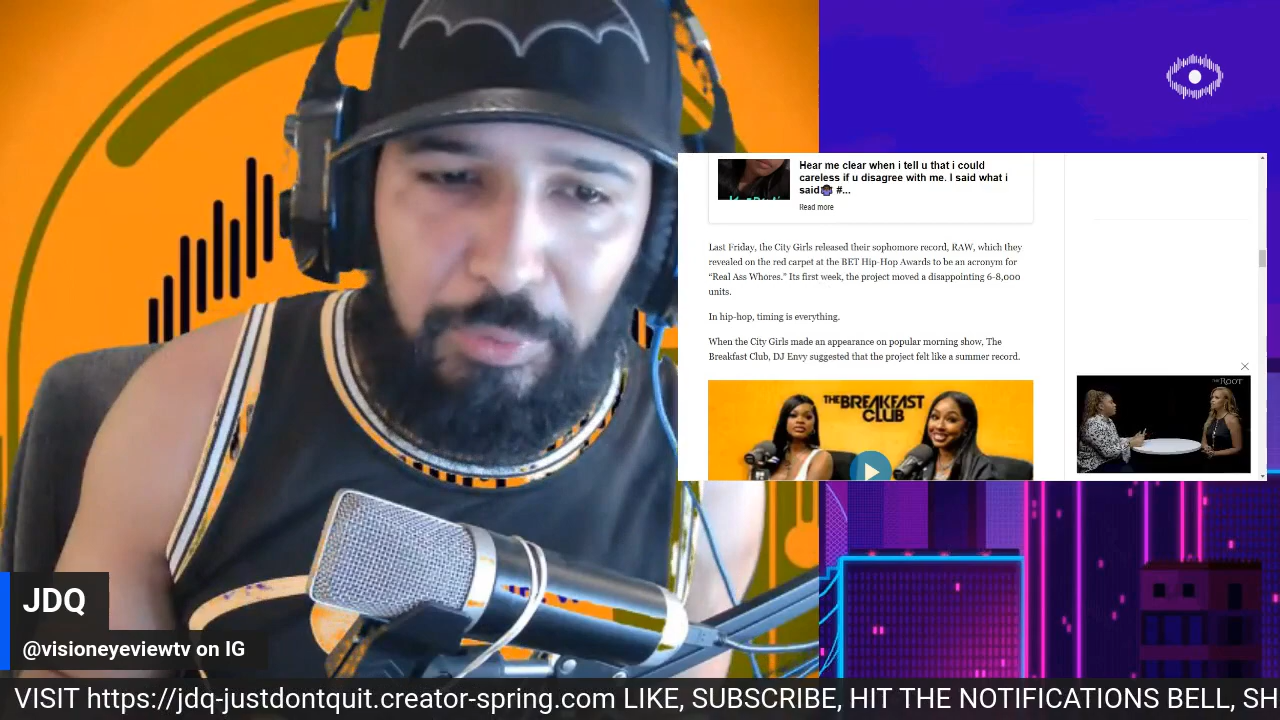 Hear me clear when i tell u that i could
careless if u disagree with me. I said what i
said🤷🏿‍♀️ #...
Read more
Last Friday, the City Girls released their sophomore record, RAW, which they
revealed on the red carpet at the BET Hip-Hop Awards to be an acronym for
“Real Ass Whores.” Its first week, the project moved a disappointing 6-8,000
units.
In hip-hop, timing is everything.
When the City Girls made an appearance on popular morning show, The
Breakfast Club, DJ Envy suggested that the project felt like a summer record.
THE BREAKFAST
CLUB
THE ROOT
JDQ
@visioneyeviewtv on IG
VISIT https://jdq-justdontquit.creator-spring.com LIKE, SUBSCRIBE, HIT THE NOTIFICATIONS BELL, SH